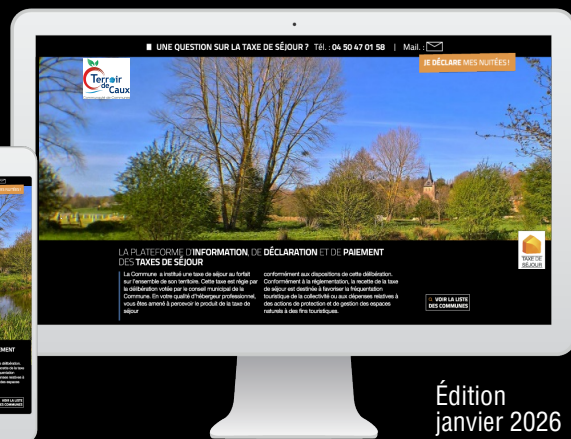 UNE QUESTION SUR LA TAXE DE SÉJOUR ? Tél. : 04 50 47 01 58 | Mail. :
JE DÉCLARE MES NUITÉES !
Terroir
de
Caux
LA PLATEFORME D'INFORMATION, DE DÉCLARATION ET DE PAIEMENT
DES TAXES DE SÉJOUR
La Commune a institué une taxe de séjour au forfait
sur l'ensemble de son territoire. Cette taxe est régie par
la délibération votée par le conseil municipal de la
Commune. En votre qualité d'hébergeur professionnel,
vous êtes amené à percevoir le produit de la taxe de
séjour
conformément aux dispositions de cette délibération.
Conformément à la réglementation, la recette de la taxe
de séjour est destinée à favoriser la fréquentation
touristique de la collectivité ou aux dépenses relatives à
des actions de protection et de gestion des espaces
naturels à des fins touristiques.
TAXE DE
SÉJOUR
VOIR LA LISTE
DES COMMUNES
EMENT
VOIR LA LISTE
DES COMMUNES
Édition
janvier 2026